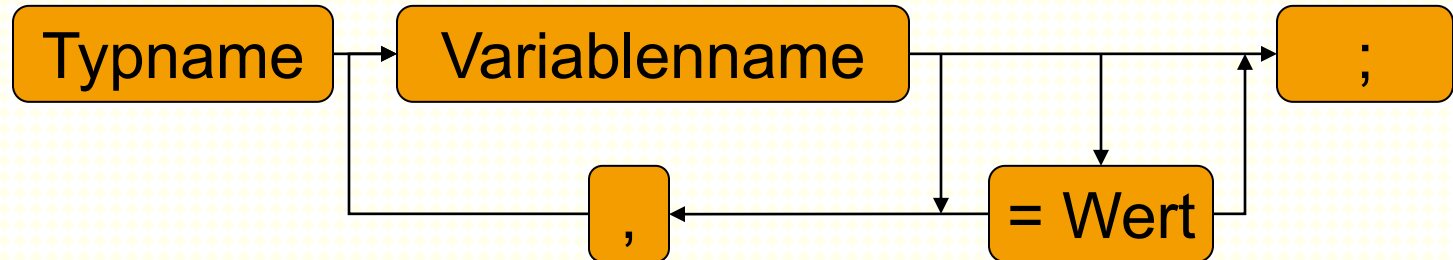 Typname Variablenname ;
, = Wert